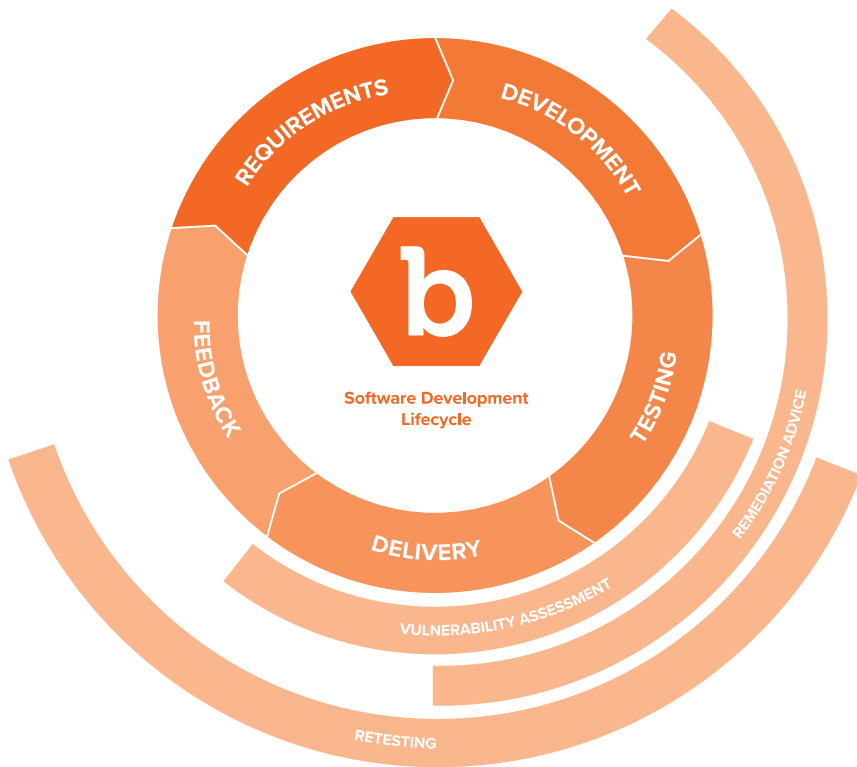 REQUIREMENTS
DEVELOPMENT
TESTING
DELIVERY
FEEDBACK
b
Software Development
Lifecycle
VULNERABILITY ASSESSMENT
REMEDIATION ADVICE
RETESTING